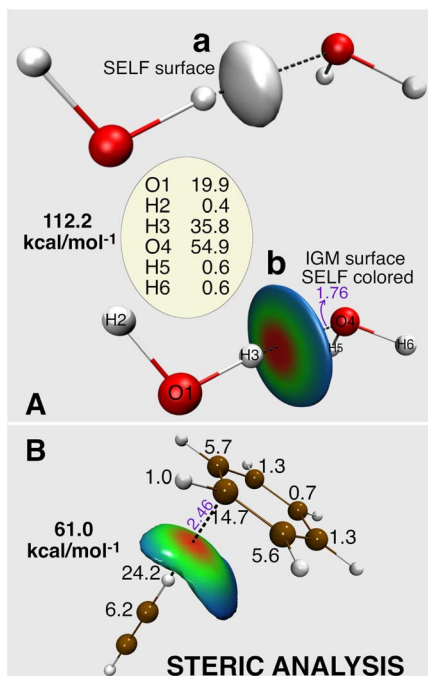 a
SELF surface
O1 19.9
H2 0.4
H3 35.8
O4 54.9
H5 0.6
H6 0.6
112.2
kcal/mol-1
b
IGM surface
SELF colored
1.76
H2
O4
H5
H6
H3
O1
A
B
5.7
1.3
1.0
0.7
2.46
14.7
1.3
61.0
kcal/mol-1
5.6
24.2
6.2
STERIC ANALYSIS